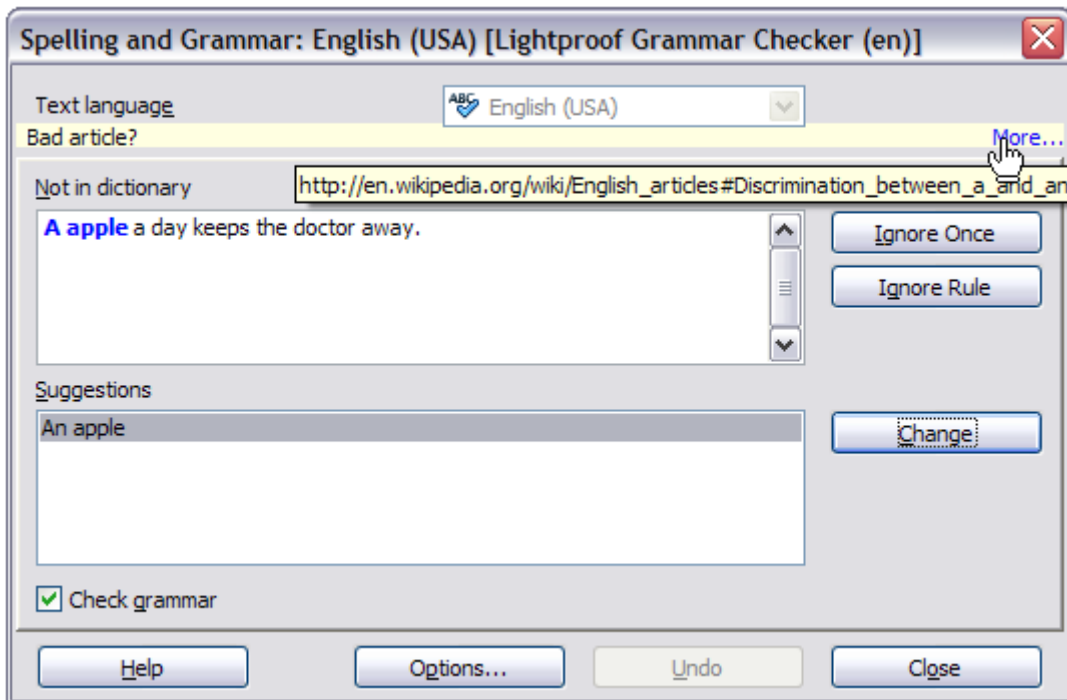 Spelling and Grammar: English (USA) [Lightproof Grammar Checker (en)]
Text language
ABC English (USA)
Bad article? More...
http://en.wikipedia.org/wiki/English_articles#Discrimination_between_a_and_an
Not in dictionary
A apple a day keeps the doctor away.
Ignore Once
Ignore Rule
Suggestions
An apple
Change
Check grammar
Help Options... Undo Close